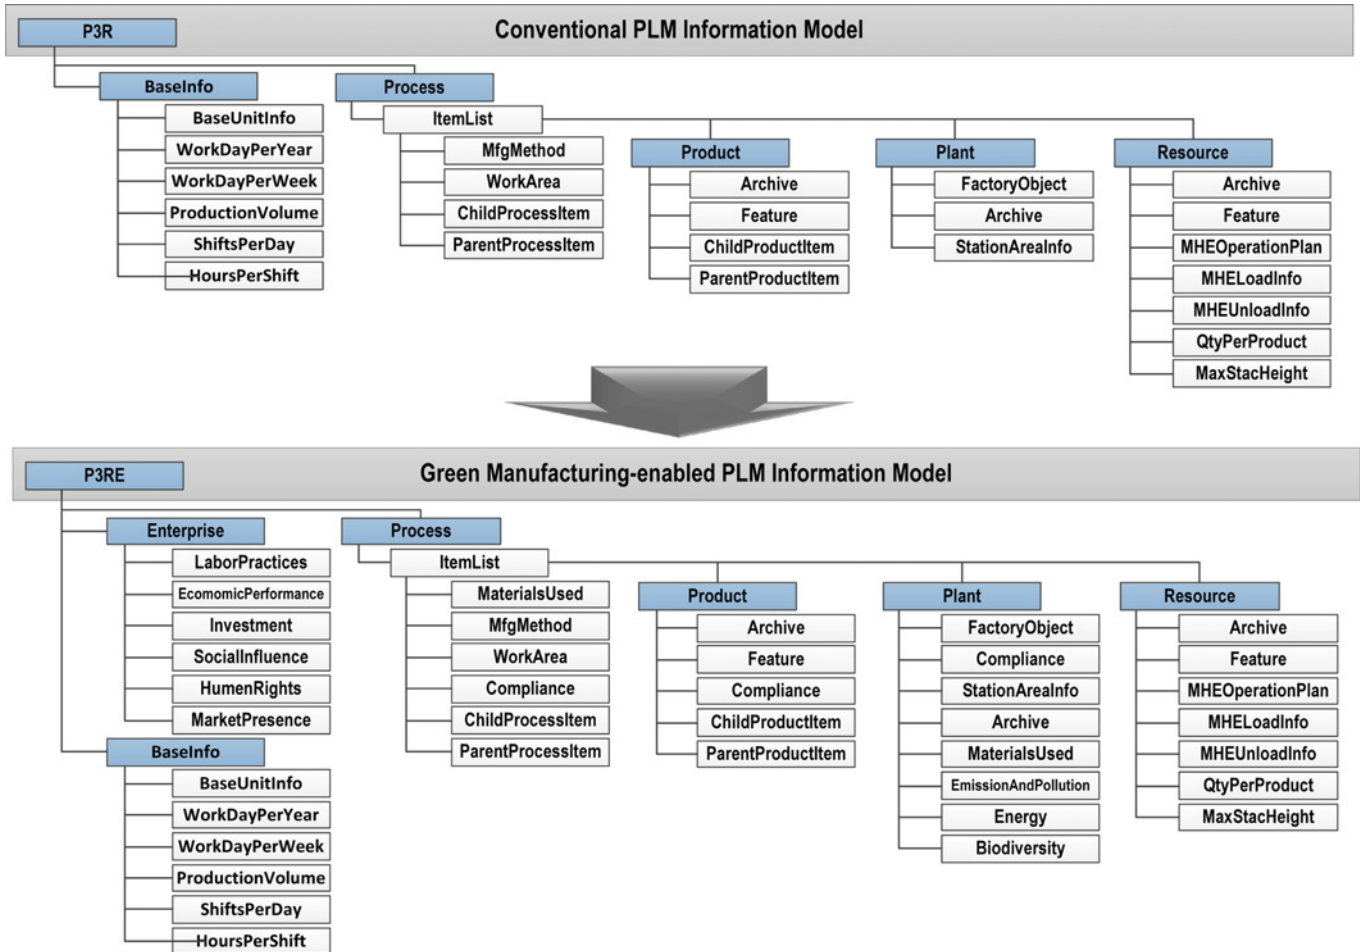 P3R
Conventional PLM Information Model
BaseInfo
BaseUnitInfo
WorkDayPerYear
WorkDayPerWeek
ProductionVolume
ShiftsPerDay
HoursPerShift
Process
ItemList
MfgMethod
WorkArea
ChildProcessItem
ParentProcessItem
Product
Archive
Feature
ChildProductItem
ParentProductItem
Plant
FactoryObject
Archive
StationAreaInfo
Resource
Archive
Feature
MHEOperationPlan
MHELoadInfo
MHEUnloadInfo
QtyPerProduct
MaxStacHeight
P3RE
Green Manufacturing-enabled PLM Information Model
Enterprise
LaborPractices
EcomomicPerformance
Investment
SocialInfluence
HumenRights
MarketPresence
BaseInfo
BaseUnitInfo
WorkDayPerYear
WorkDayPerWeek
ProductionVolume
ShiftsPerDay
HoursPerShift
Process
ItemList
MaterialsUsed
MfgMethod
WorkArea
Compliance
ChildProcessItem
ParentProcessItem
Product
Archive
Feature
Compliance
ChildProductItem
ParentProductItem
Plant
FactoryObject
Compliance
StationAreaInfo
Archive
MaterialsUsed
EmissionAndPollution
Energy
Biodiversity
Resource
Archive
Feature
MHEOperationPlan
MHELoadInfo
MHEUnloadInfo
QtyPerProduct
MaxStacHeight